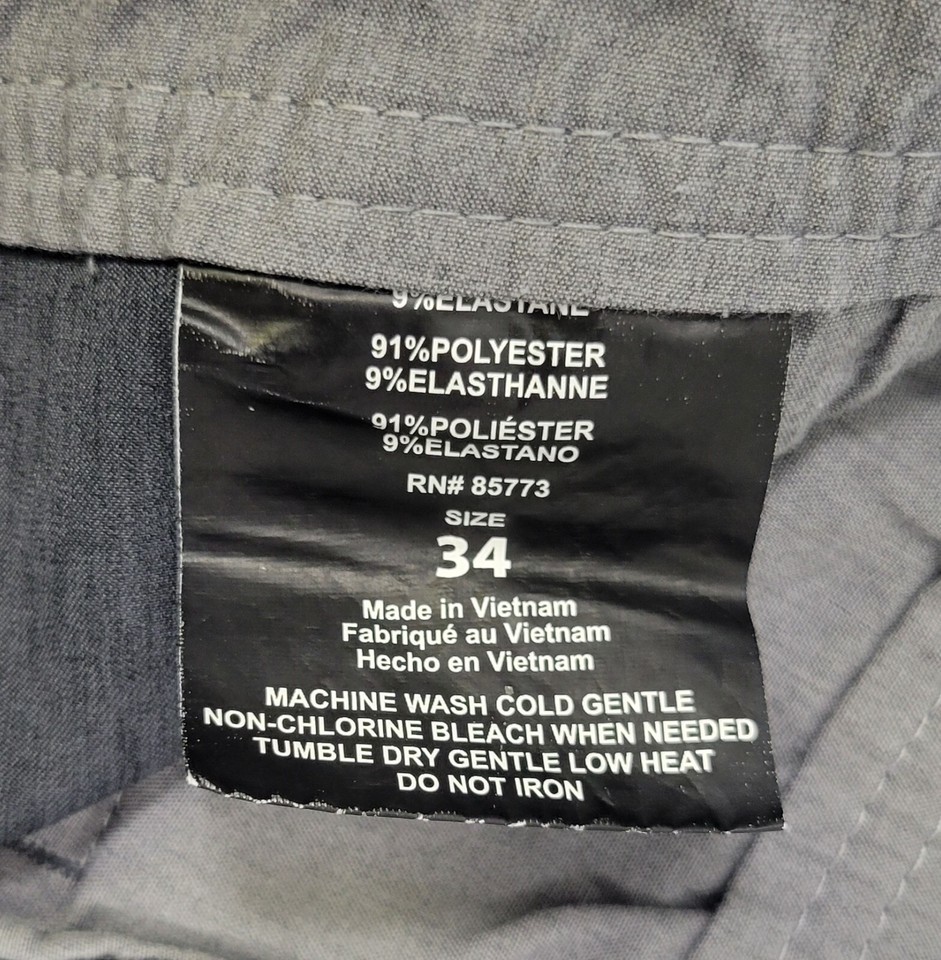 9%ELASTANE
91%POLYESTER
9%ELASTHANNE
91%POLIÉSTER
9%ELASTANO
RN# 85773
SIZE
34
Made in Vietnam
Fabriqué au Vietnam
Hecho en Vietnam
MACHINE WASH COLD GENTLE
NON-CHLORINE BLEACH WHEN NEEDED
TUMBLE DRY GENTLE LOW HEAT
DO NOT IRON